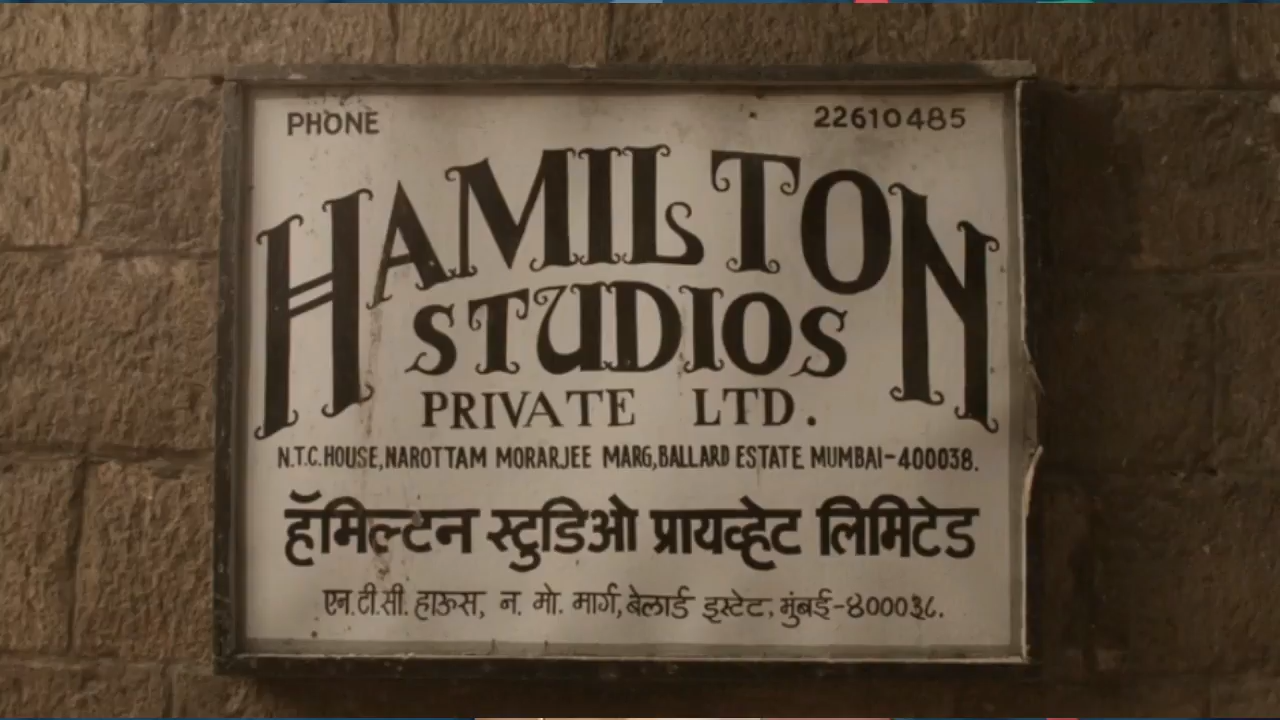 PHONE 22610485
HAMILTON
STUDIOS
PRIVATE LTD.
N.T.C.HOUSE,NAROTTAM MORARJEE MARG,BALLARD ESTATE MUMBAI-400038.
हॅमिल्टन स्टुडिओ प्रायव्हेट लिमिटेड
एन.टी.सी. हाऊस, न. मो. मार्ग, बेलार्ड इस्टेट, मुंबई-४०००३८.